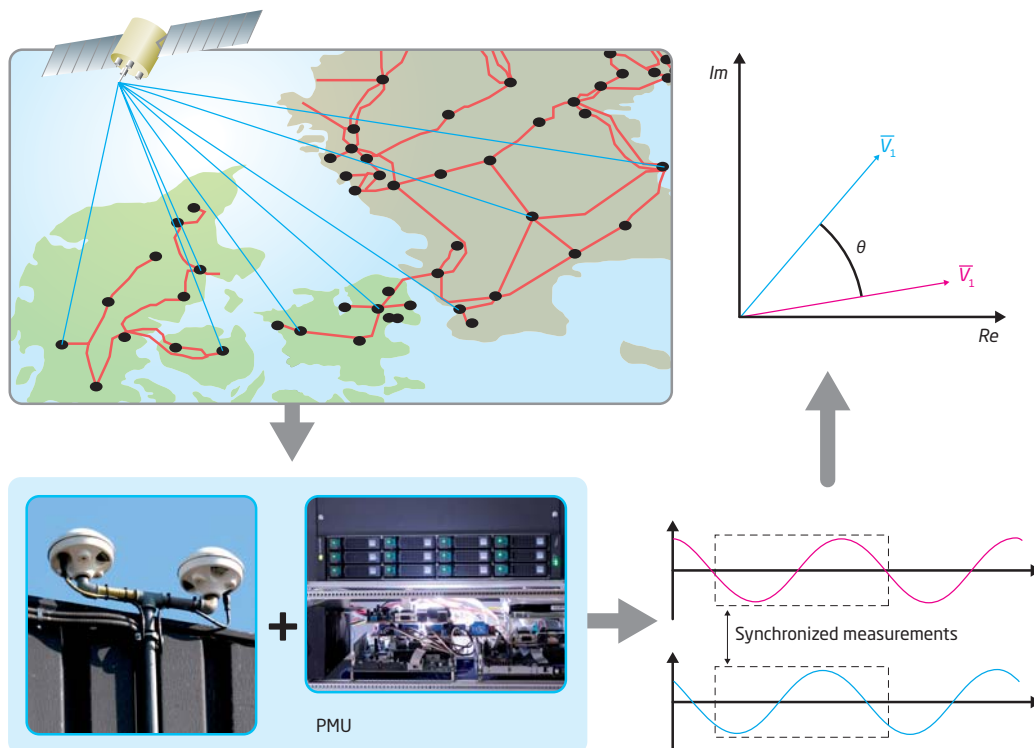 Im
V̅₁
θ
V̅₁
Re
Synchronized measurements
PMU